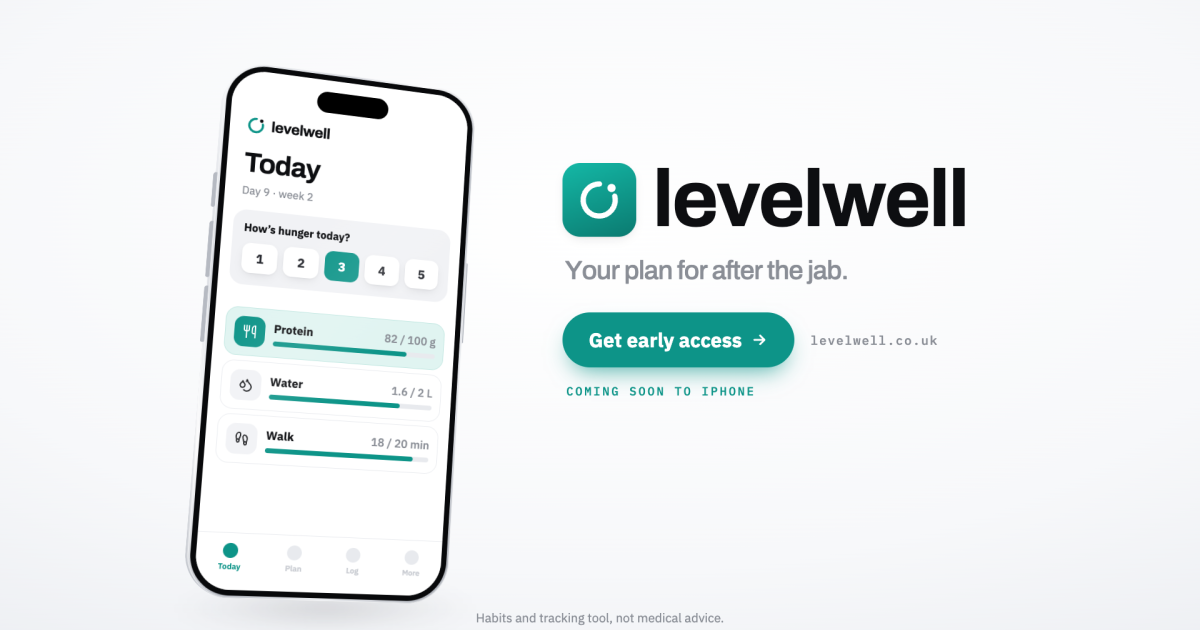 levelwell
Today
Day 9 · week 2
How's hunger today?
1 2 3 4 5
Protein 82 / 100 g
Water 1.6 / 2 L
Walk 18 / 20 min
Today Plan Log More
levelwell
Your plan for after the jab.
Get early access →
levelwell.co.uk
COMING SOON TO IPHONE
Habits and tracking tool, not medical advice.